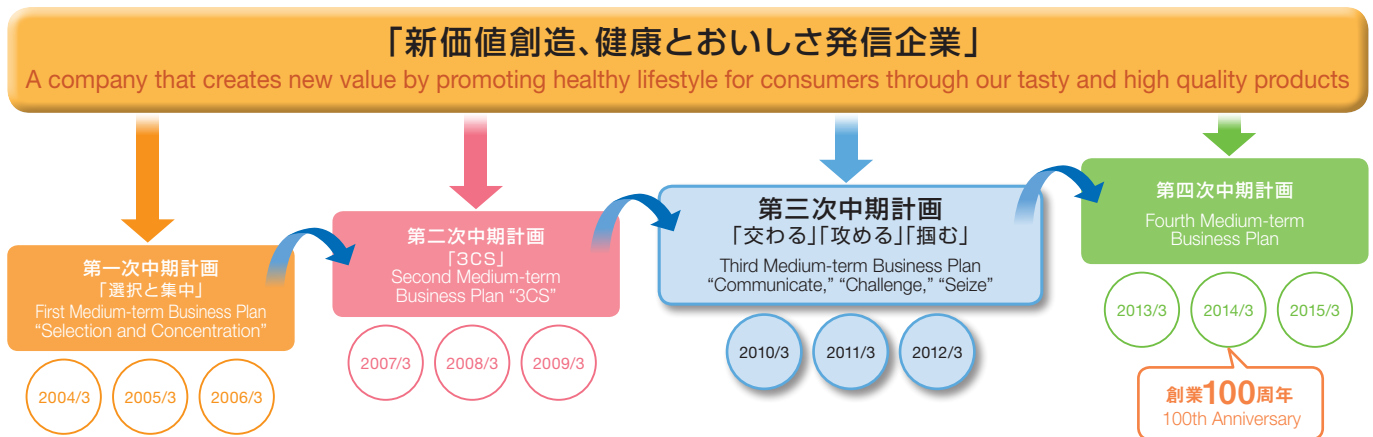 「新価値創造、健康とおいしさ発信企業」
A company that creates new value by promoting healthy lifestyle for consumers through our tasty and high quality products
第一次中期計画
「選択と集中」
First Medium-term Business Plan
“Selection and Concentration”
2004/3 2005/3 2006/3
第二次中期計画
「3CS」
Second Medium-term
Business Plan “3CS”
2007/3 2008/3 2009/3
第三次中期計画
「交わる」「攻める」「掴む」
Third Medium-term Business Plan
“Communicate,” “Challenge,” “Seize”
2010/3 2011/3 2012/3
第四次中期計画
Fourth Medium-term
Business Plan
2013/3 2014/3 2015/3
創業100周年
100th Anniversary